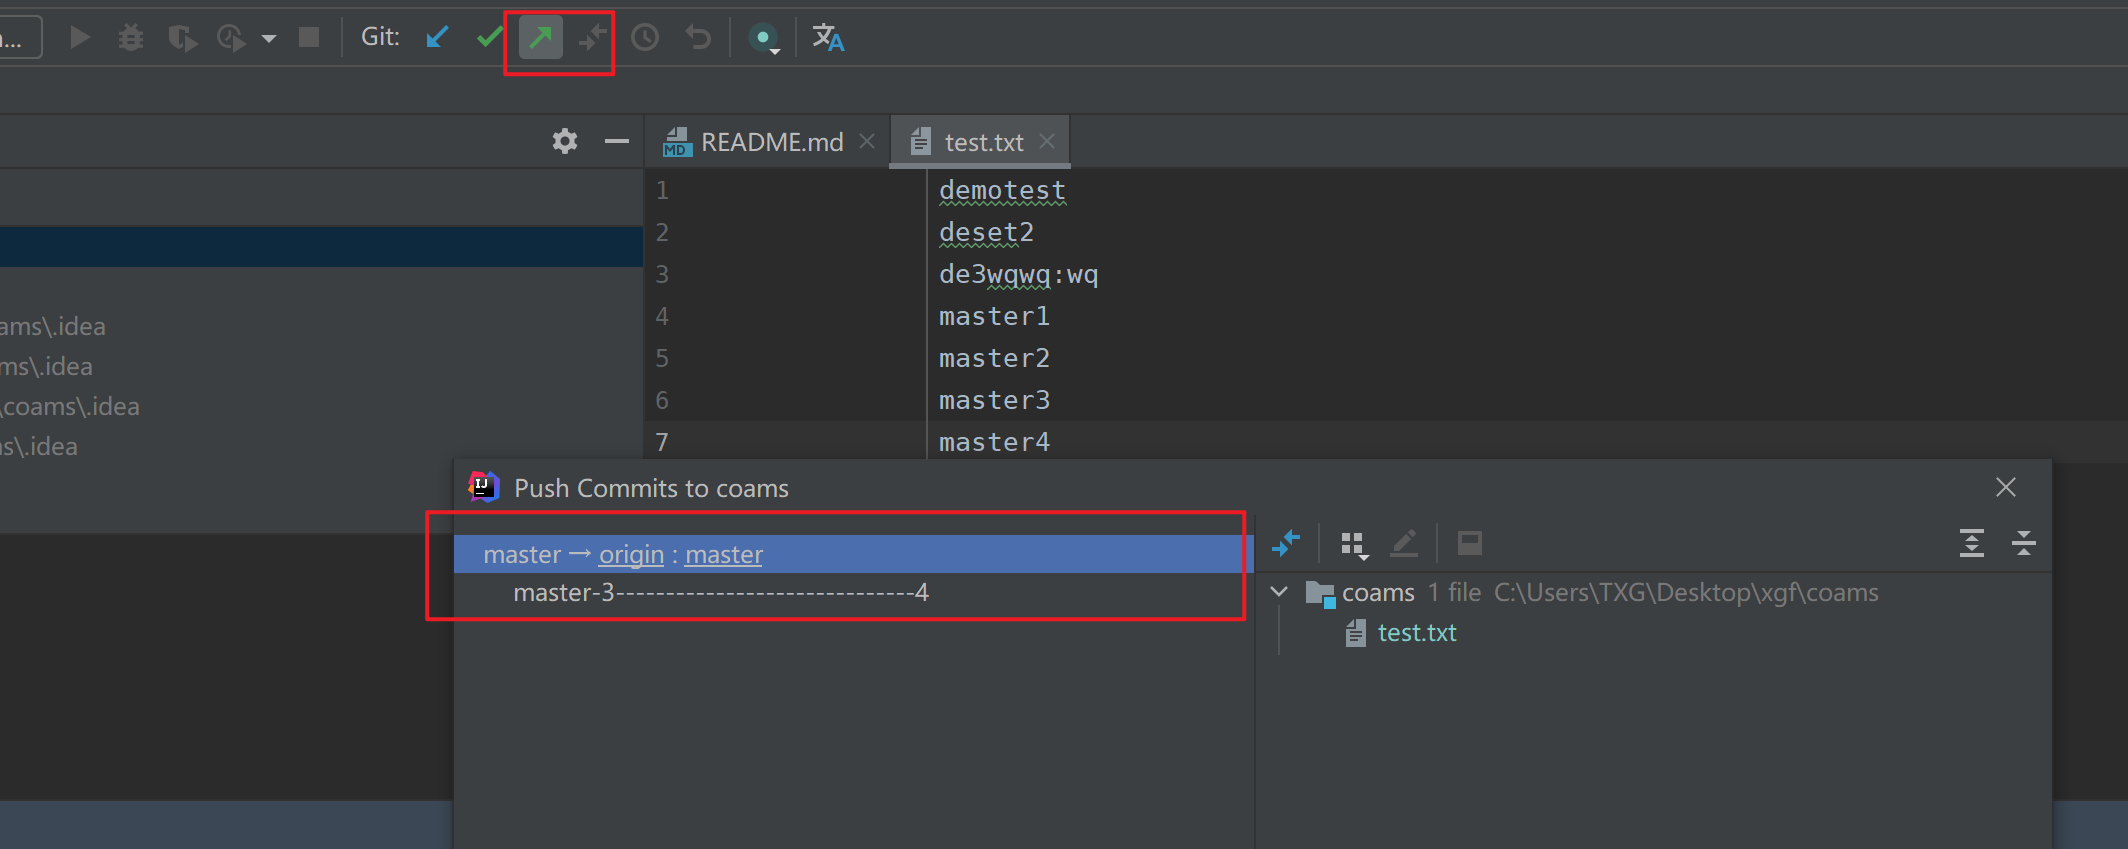 ...
Git:
README.md
test.txt
1 demotest
2 deset2
3 de3wqwq:wq
4 master1
5 master2
6 master3
7 master4
ams\.idea
ms\.idea
\coams\.idea
s\.idea
Push Commits to coams
master → origin : master
master-3------------------------------4
coams 1 file C:\Users\TXG\Desktop\xgf\coams
test.txt